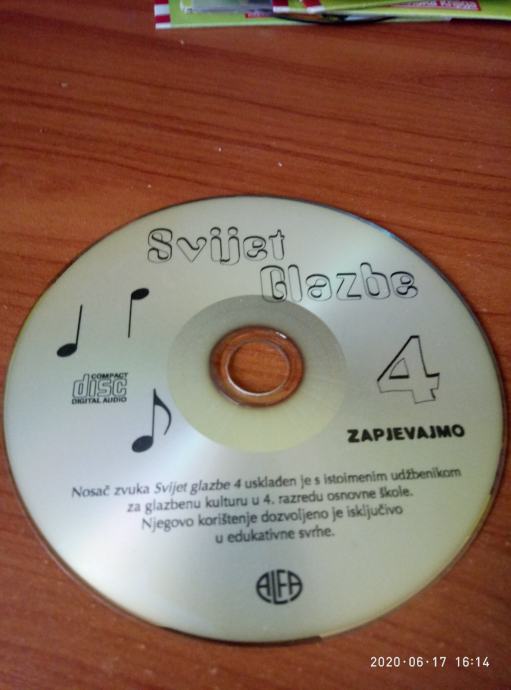 Svijet
Glazbe
4
COMPACT
disc
DIGITAL AUDIO
ZAPJEVAJMO
Nosač zvuka Svijet glazbe 4 usklađen je s istoimenim udžbenikom
za glazbenu kulturu u 4. razredu osnovne škole.
Njegovo korištenje dozvoljeno je isključivo
u edukativne svrhe.
ALFA
2020·06·17 16:14